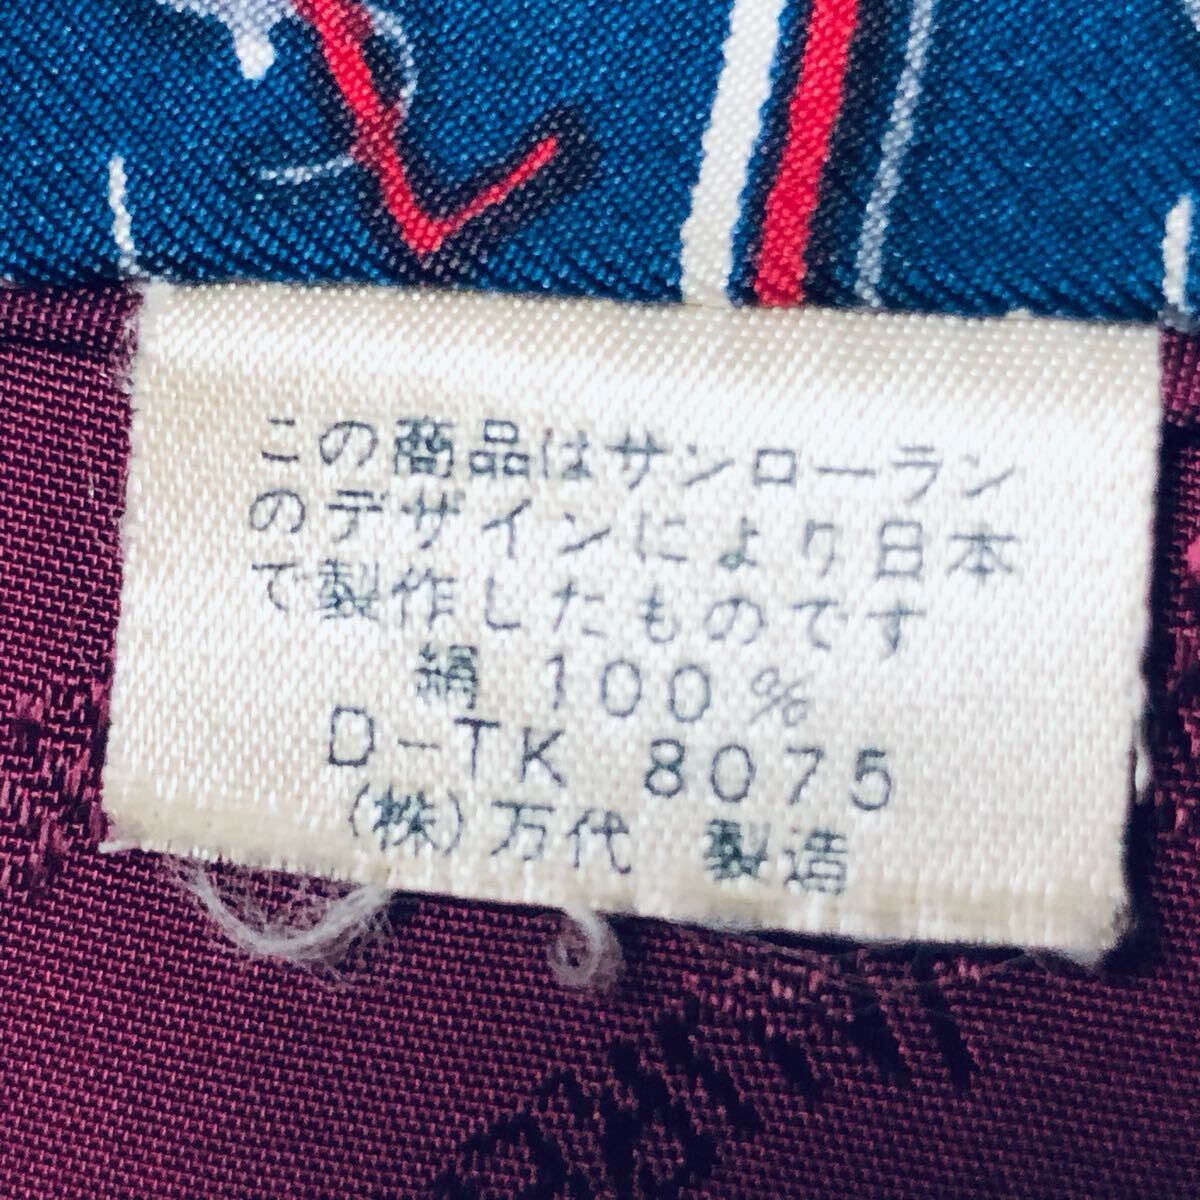 この商品はサンローラン
のデザインにより日本
で製作したものです
絹 100%
D-TK 8075
(株)万代 製造